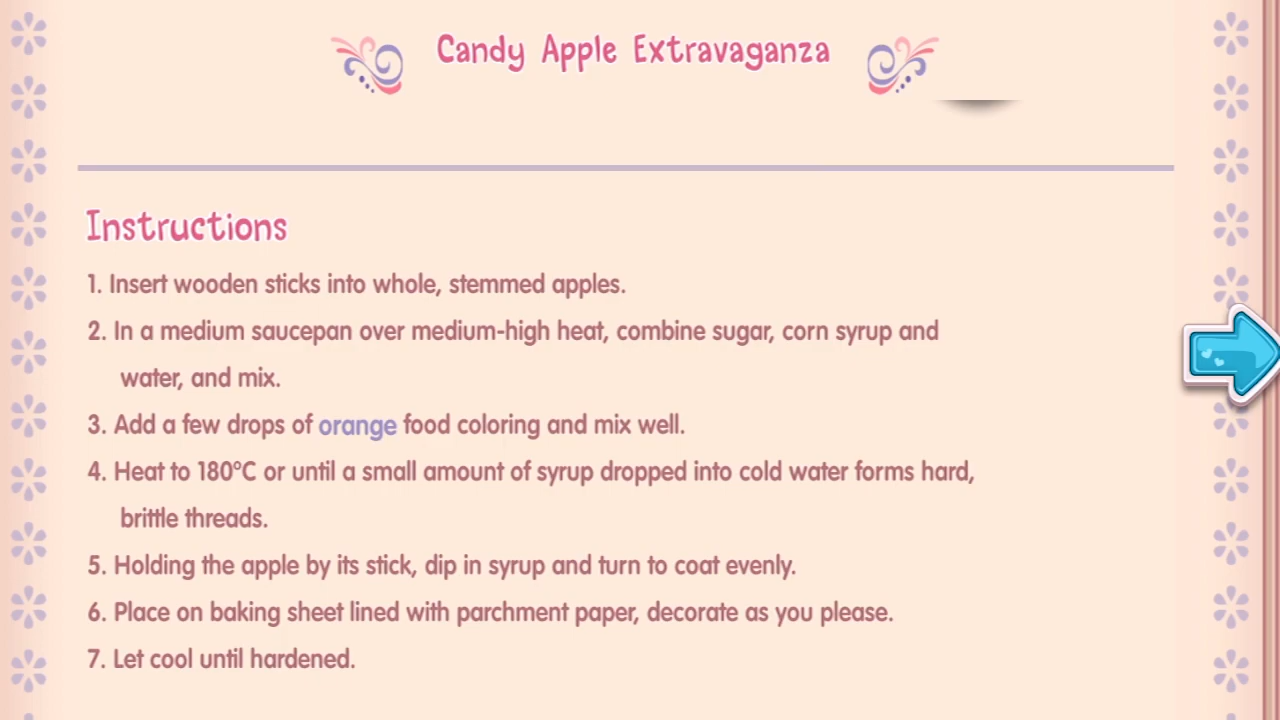 Candy Apple Extravaganza
Instructions
1. Insert wooden sticks into whole, stemmed apples.
2. In a medium saucepan over medium-high heat, combine sugar, corn syrup and
water, and mix.
3. Add a few drops of orange food coloring and mix well.
4. Heat to 180°C or until a small amount of syrup dropped into cold water forms hard,
brittle threads.
5. Holding the apple by its stick, dip in syrup and turn to coat evenly.
6. Place on baking sheet lined with parchment paper, decorate as you please.
7. Let cool until hardened.